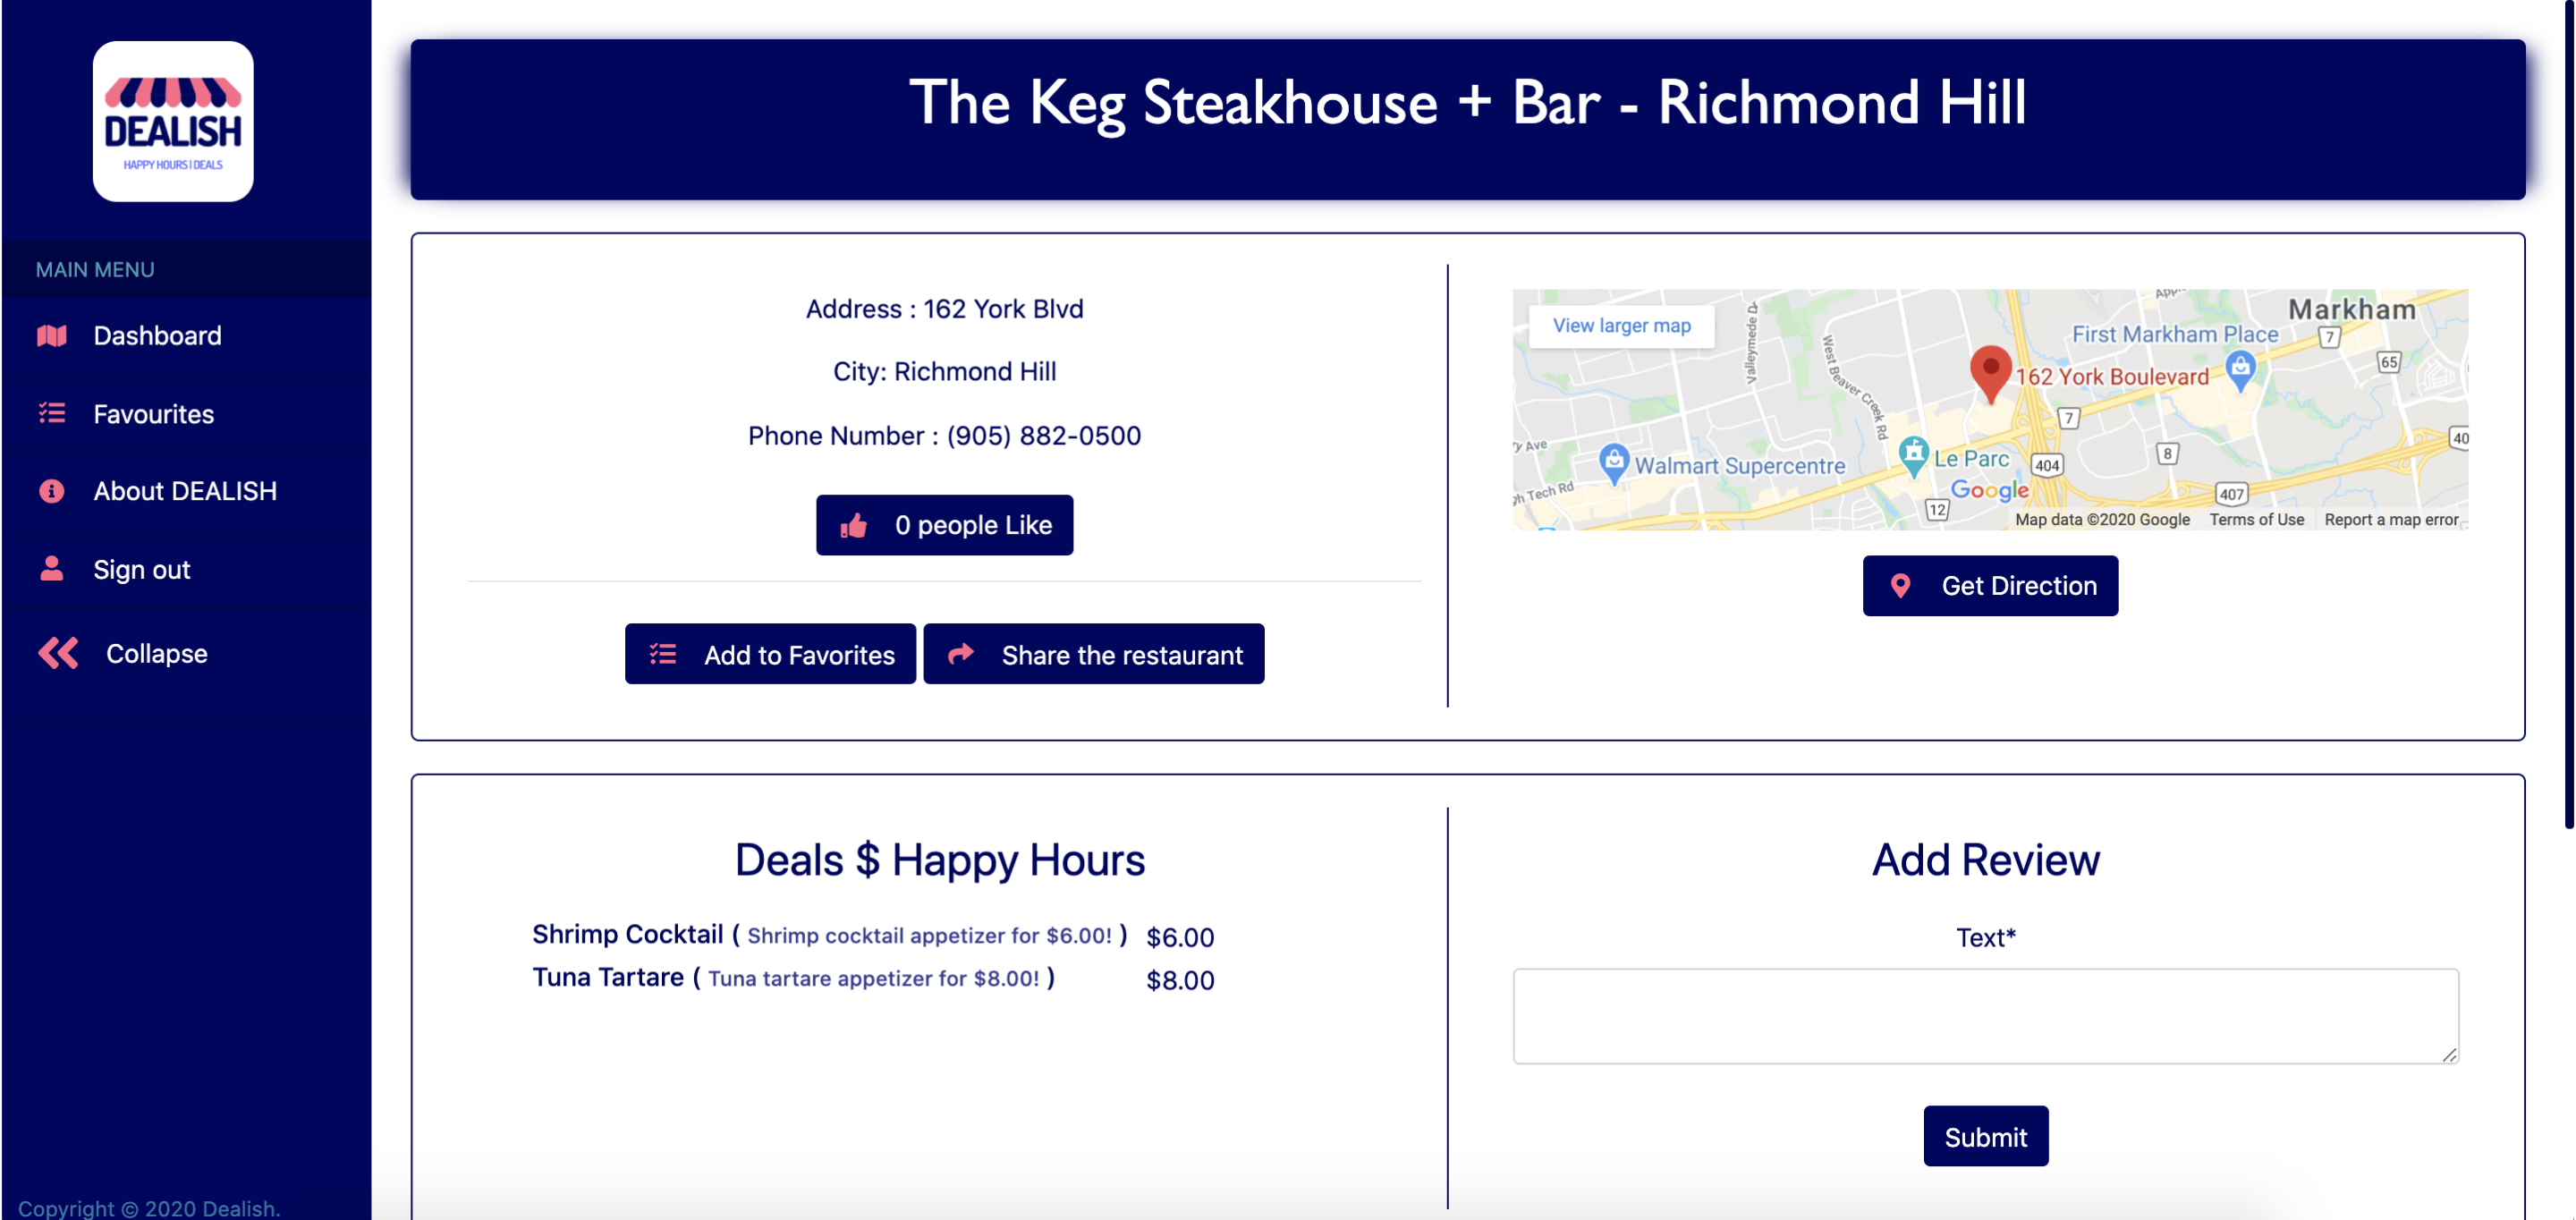 DEALISH
HAPPY HOURS | DEALS
MAIN MENU
Dashboard
Favourites
About DEALISH
Sign out
Collapse
Copyright © 2020 Dealish.
The Keg Steakhouse + Bar - Richmond Hill
Address : 162 York Blvd
City: Richmond Hill
Phone Number : (905) 882-0500
0 people Like
Add to Favorites
Share the restaurant
View larger map
Markham
First Markham Place
7
65
Valleymede Dr
West Beaver Creek Rd
162 York Boulevard
7
40
8
Walmart Supercentre
Le Parc
404
Google
407
gh Tech Rd
12
Map data ©2020 Google
Terms of Use
Report a map error
Get Direction
Deals $ Happy Hours
Shrimp Cocktail ( Shrimp cocktail appetizer for $6.00! ) $6.00
Tuna Tartare ( Tuna tartare appetizer for $8.00! ) $8.00
Add Review
Text*
Submit